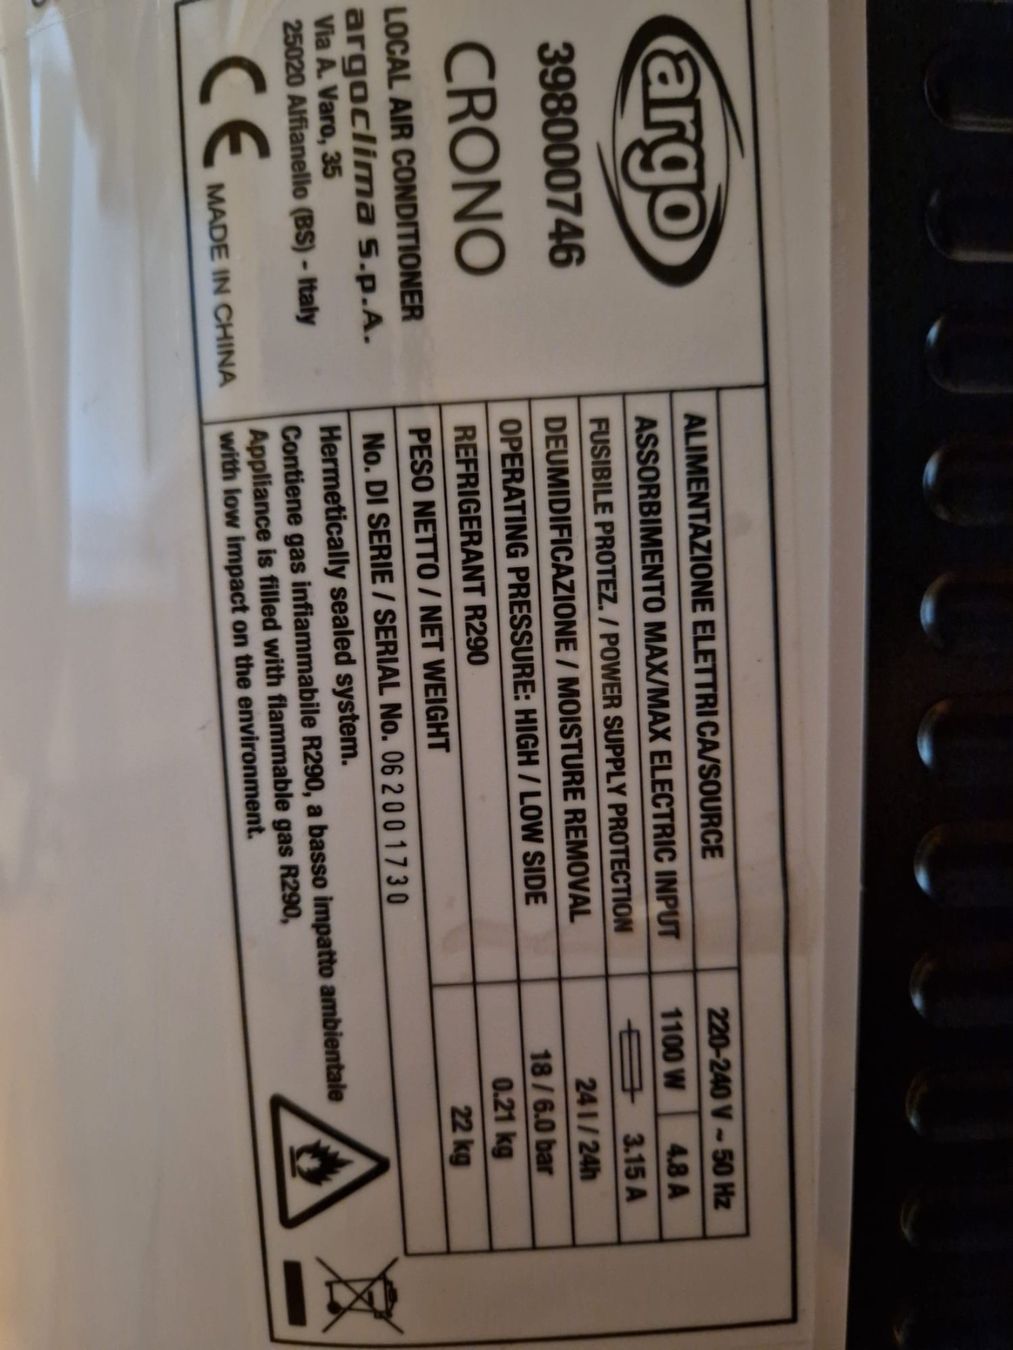 argo
398000746
CRONO
LOCAL AIR CONDITIONER
argoclima s.p.A.
Via A. Varo, 35
25020 Alfianello (BS) - Italy
CE MADE IN CHINA
ALIMENTAZIONE ELETTRICA/SOURCE 220-240 V ~ 50 Hz
ASSORBIMENTO MAX/MAX ELECTRIC INPUT 1100 W 4.8 A
FUSIBILE PROTEZ. / POWER SUPPLY PROTECTION 3.15 A
DEUMIDIFICAZIONE / MOISTURE REMOVAL 24 l / 24h
OPERATING PRESSURE: HIGH / LOW SIDE 18 / 6.0 bar
REFRIGERANT R290 0.21 kg
PESO NETTO / NET WEIGHT 22 kg
No. DI SERIE / SERIAL No. 062001730
Hermetically sealed system.
Contiene gas infiammabile R290, a basso impatto ambientale
Appliance is filled with flammable gas R290,
with low impact on the environment.